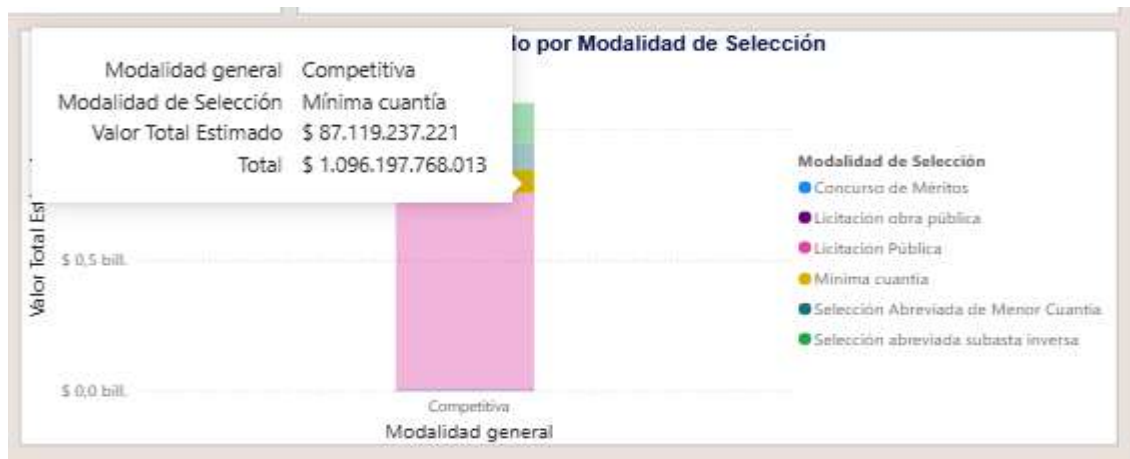 lo por Modalidad de Selección
Modalidad general Competitiva
Modalidad de Selección Mínima cuantía
Valor Total Estimado $ 87.119.237.221
Total $ 1.096.197.768.013
Valor Total Est
$ 0,5 bill.
$ 0,0 bill.
Competitiva
Modalidad general
Modalidad de Selección
Concurso de Méritos
Licitación obra pública
Licitación Pública
Mínima cuantía
Selección Abreviada de Menor Cuantía
Selección abreviada subasta inversa